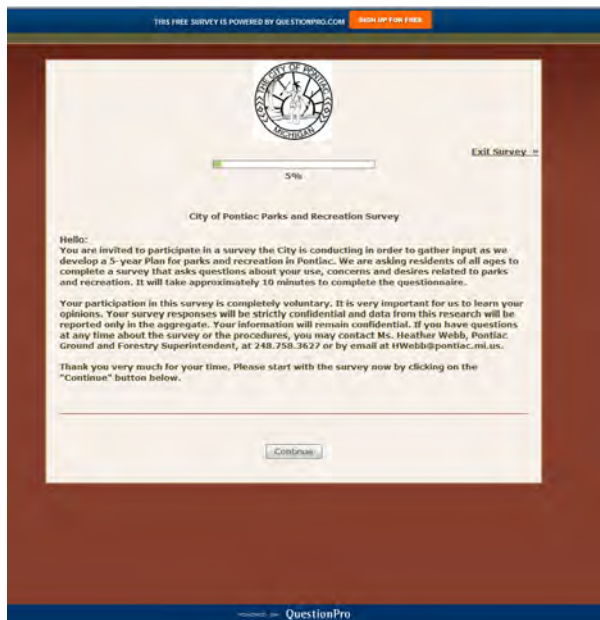 THIS FREE SURVEY IS POWERED BY QUESTIONPRO.COM SIGN UP FOR FREE
THE CITY OF PONTIAC
MICHIGAN
Exit Survey »
5%
City of Pontiac Parks and Recreation Survey
Hello:
You are invited to participate in a survey the City is conducting in order to gather input as we
develop a 5-year Plan for parks and recreation in Pontiac. We are asking residents of all ages to
complete a survey that asks questions about your use, concerns and desires related to parks
and recreation. It will take approximately 10 minutes to complete the questionnaire.
Your participation in this survey is completely voluntary. It is very important for us to learn your
opinions. Your survey responses will be strictly confidential and data from this research will be
reported only in the aggregate. Your information will remain confidential. If you have questions
at any time about the survey or the procedures, you may contact Ms. Heather Webb, Pontiac
Ground and Forestry Superintendent, at 248.758.3627 or by email at HWebb@pontiac.mi.us.
Thank you very much for your time. Please start with the survey now by clicking on the
"Continue" button below.
Continue
QuestionPro